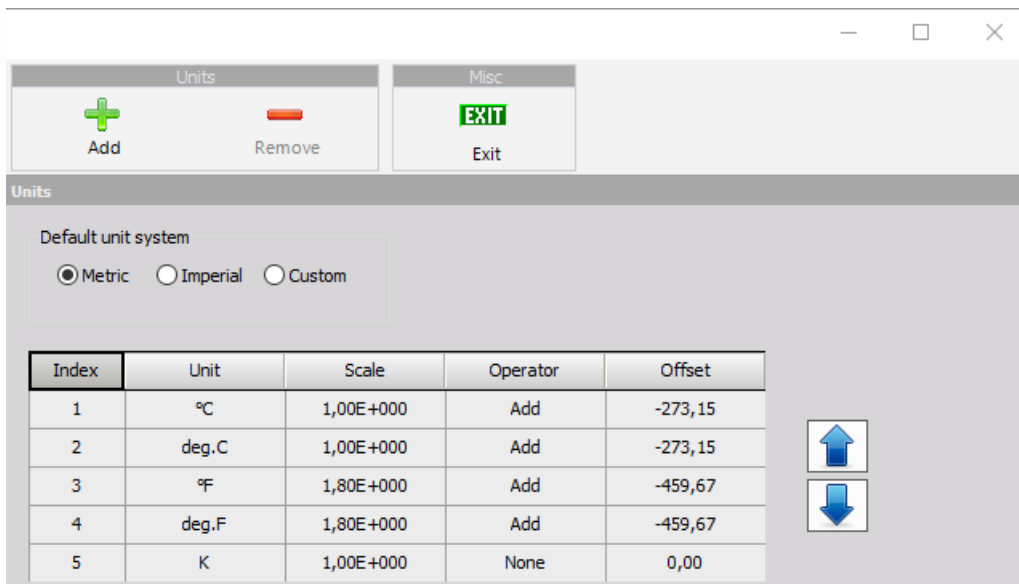 Units Misc
EXIT
Add Remove Exit
Units
Default unit system
Metric Imperial Custom
Index Unit Scale Operator Offset
1 ºC 1,00E+000 Add -273,15
2 deg.C 1,00E+000 Add -273,15
3 ºF 1,80E+000 Add -459,67
4 deg.F 1,80E+000 Add -459,67
5 K 1,00E+000 None 0,00